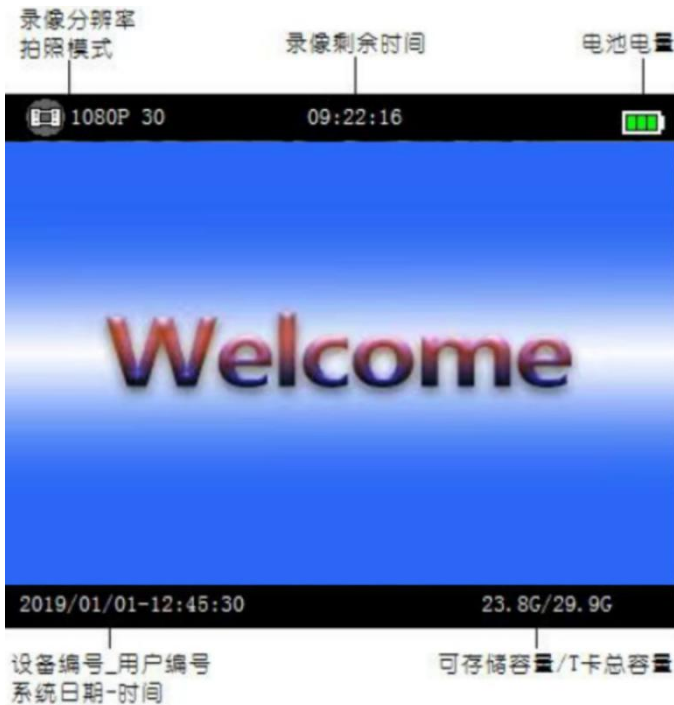 录像分辨率
拍照模式
录像剩余时间
电池电量
1080P 30
09:22:16
Welcome
2019/01/01-12:45:30
23.8G/29.9G
设备编号_用户编号
系统日期-时间
可存储容量/T卡总容量